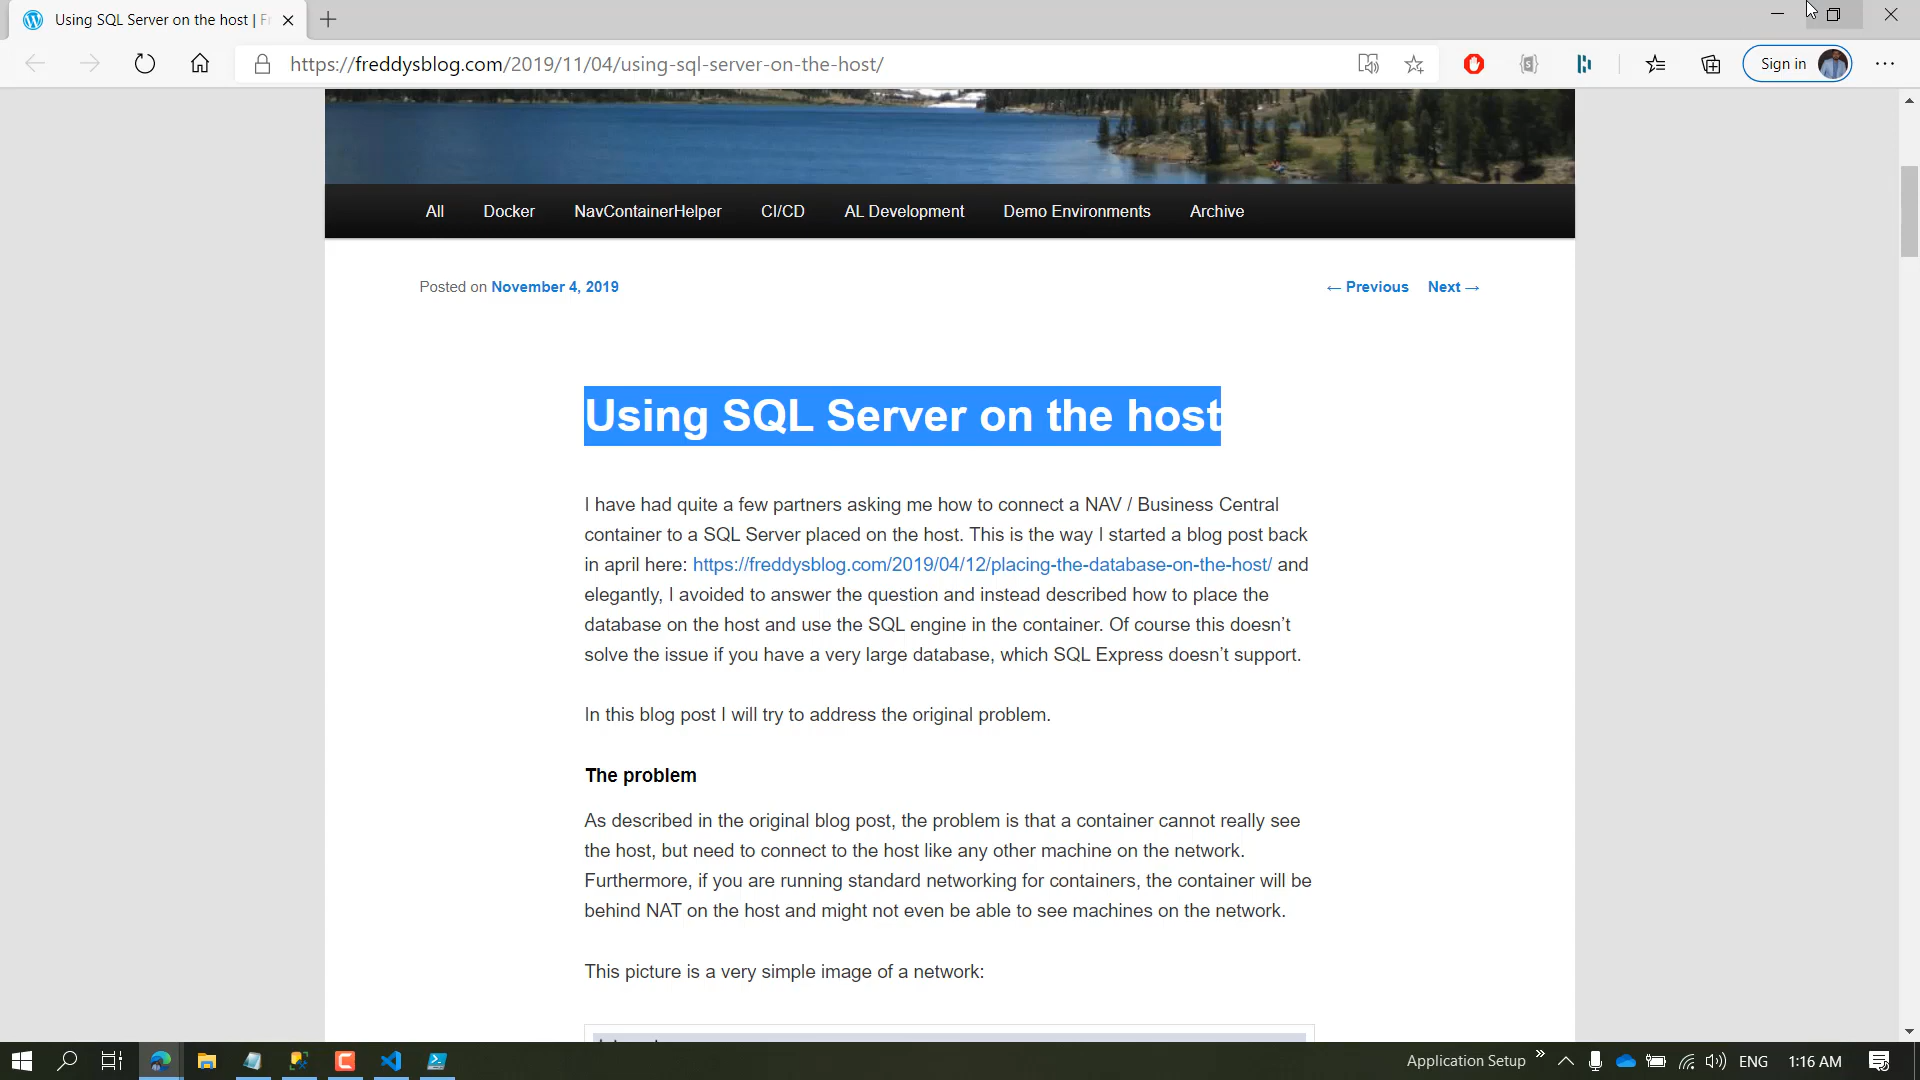 Using SQL Server on the host | F
https://freddysblog.com/2019/11/04/using-sql-server-on-the-host/
Sign in
All Docker NavContainerHelper CI/CD AL Development Demo Environments Archive
Posted on November 4, 2019
← Previous Next →
Using SQL Server on the host
I have had quite a few partners asking me how to connect a NAV / Business Central
container to a SQL Server placed on the host. This is the way I started a blog post back
in april here: https://freddysblog.com/2019/04/12/placing-the-database-on-the-host/ and
elegantly, I avoided to answer the question and instead described how to place the
database on the host and use the SQL engine in the container. Of course this doesn’t
solve the issue if you have a very large database, which SQL Express doesn’t support.
In this blog post I will try to address the original problem.
The problem
As described in the original blog post, the problem is that a container cannot really see
the host, but need to connect to the host like any other machine on the network.
Furthermore, if you are running standard networking for containers, the container will be
behind NAT on the host and might not even be able to see machines on the network.
This picture is a very simple image of a network:
Application Setup
ENG
1:16 AM